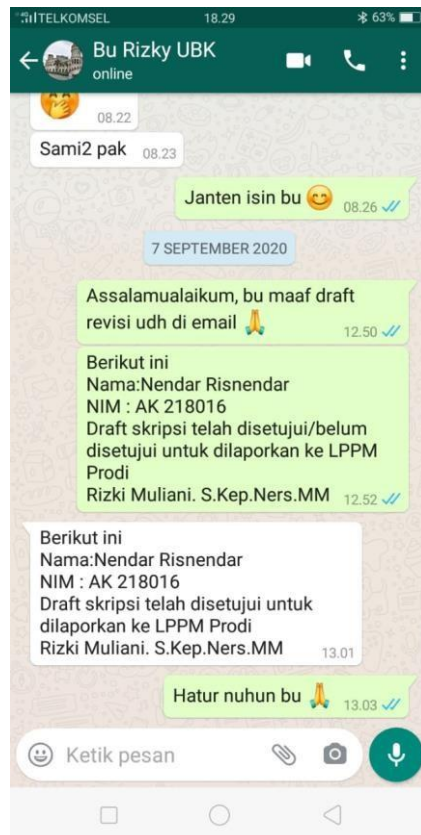 TELKOMSEL 18.29 63%
Bu Rizky UBK
online
08.22
Sami2 pak 08.23
Janten isin bu 😊 08.26
7 SEPTEMBER 2020
Assalamualaikum, bu maaf draft
revisi udh di email 🙏 12.50
Berikut ini
Nama:Nendar Risnendar
NIM : AK 218016
Draft skripsi telah disetujui/belum
disetujui untuk dilaporkan ke LPPM
Prodi
Rizki Muliani. S.Kep.Ners.MM 12.52
Berikut ini
Nama:Nendar Risnendar
NIM : AK 218016
Draft skripsi telah disetujui untuk
dilaporkan ke LPPM Prodi
Rizki Muliani. S.Kep.Ners.MM 13.01
Hatur nuhun bu 🙏 13.03
Ketik pesan